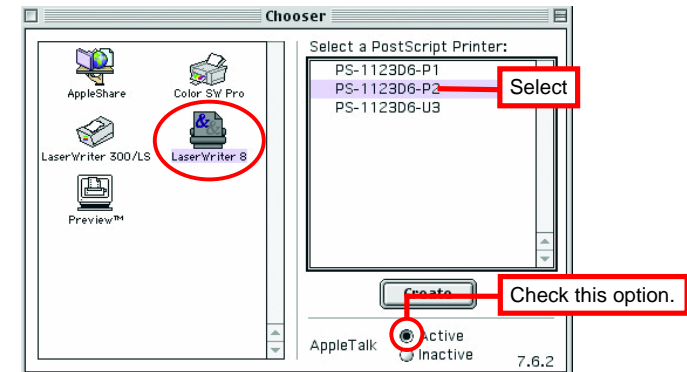 Chooser
AppleShare
Color SW Pro
LaserWriter 300/LS
LaserWriter 8
Preview™
Select a PostScript Printer:
PS-1123D6-P1
PS-1123D6-P2
Select
PS-1123D6-U3
Create
Check this option.
AppleTalk
Active
Inactive
7.6.2